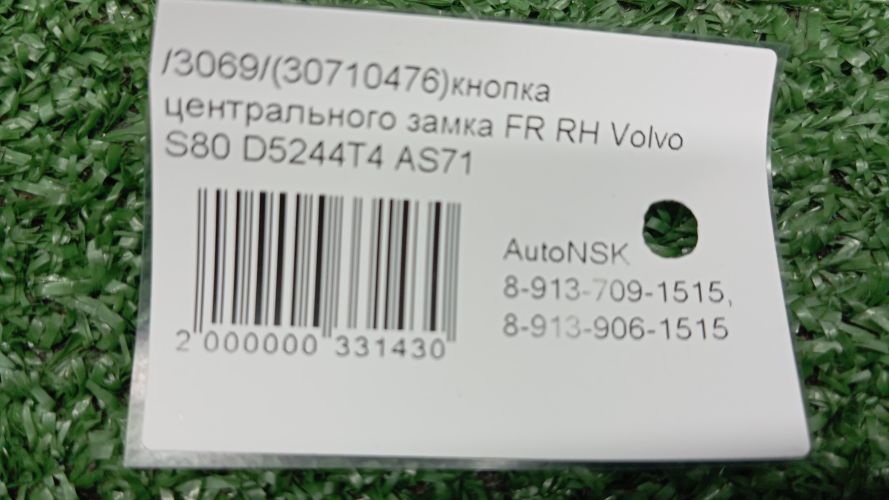 /3069/(30710476)кнопка
центрального замка FR RH Volvo
S80 D5244T4 AS71
AutoNSK
8-913-709-1515,
8-913-906-1515
2 000000 331430